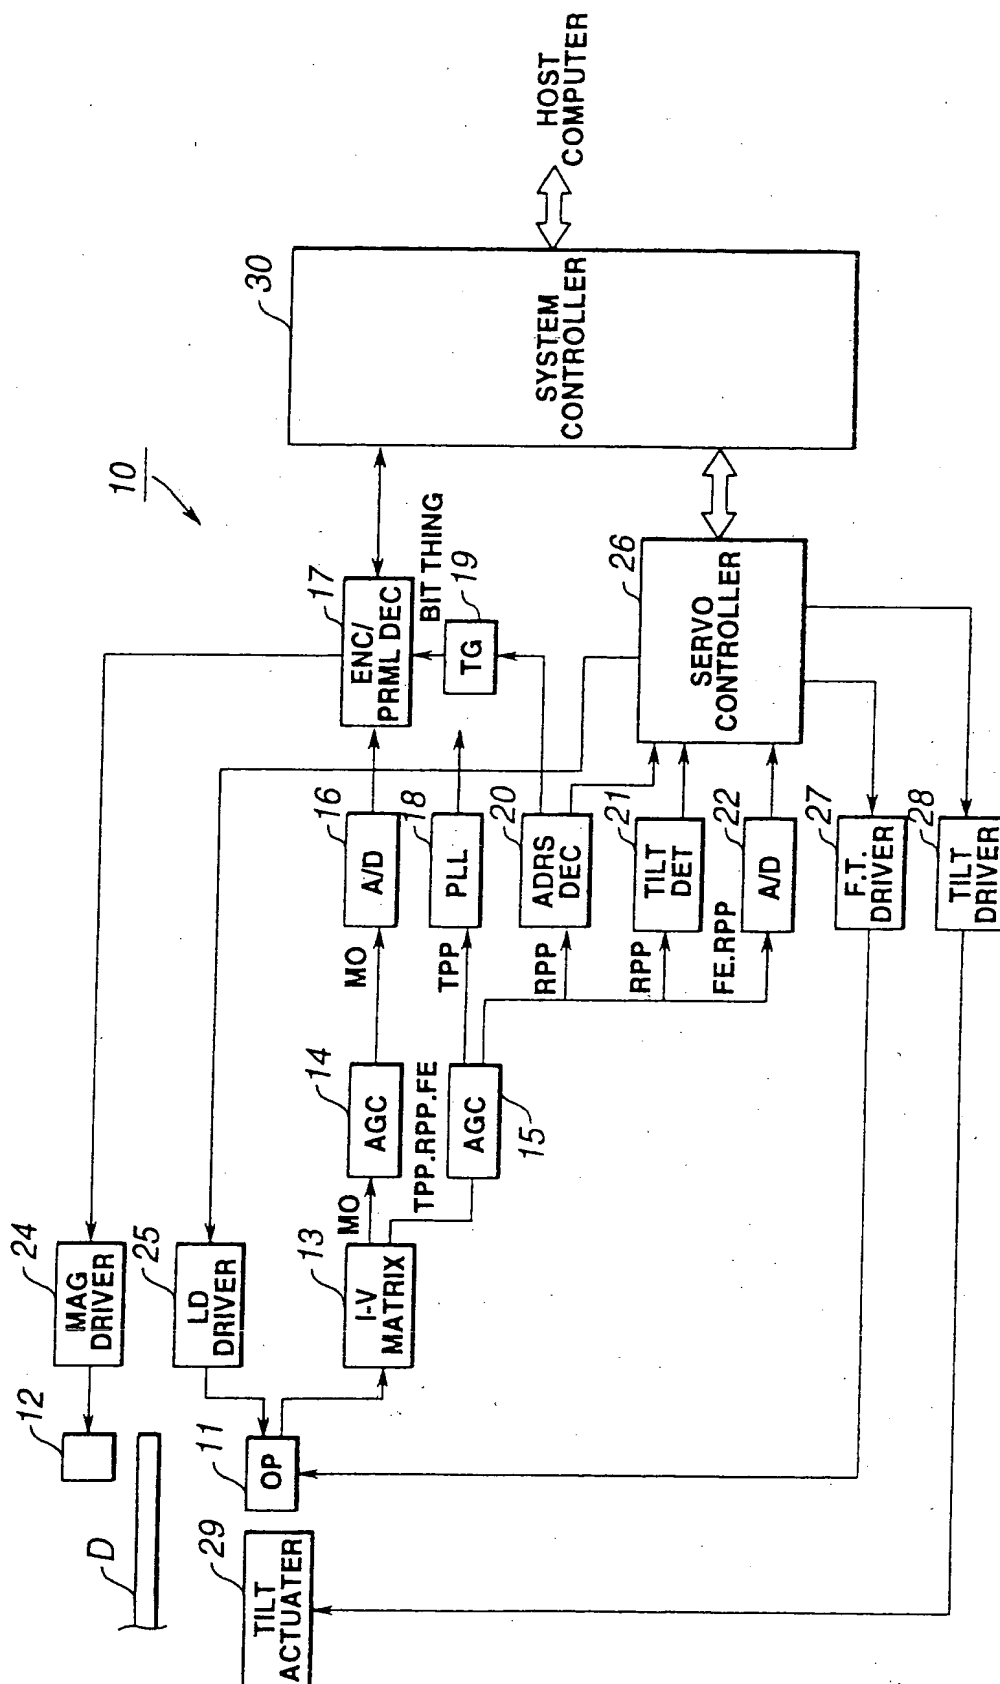 10
D
12
24
MAG
DRIVER
25
LD
DRIVER
29
TILT
ACTUATER
11
OP
13
I-V
MATRIX
MO
TPP.RPP.FE
14
AGC
15
AGC
MO
TPP
RPP
RPP
FE.RPP
16
A/D
18
PLL
20
ADRS
DEC
21
TILT
DET
22
A/D
27
F.T.
DRIVER
28
TILT
DRIVER
17
ENC/
PRML DEC
BIT THING
19
TG
26
SERVO
CONTROLLER
30
SYSTEM
CONTROLLER
HOST
COMPUTER